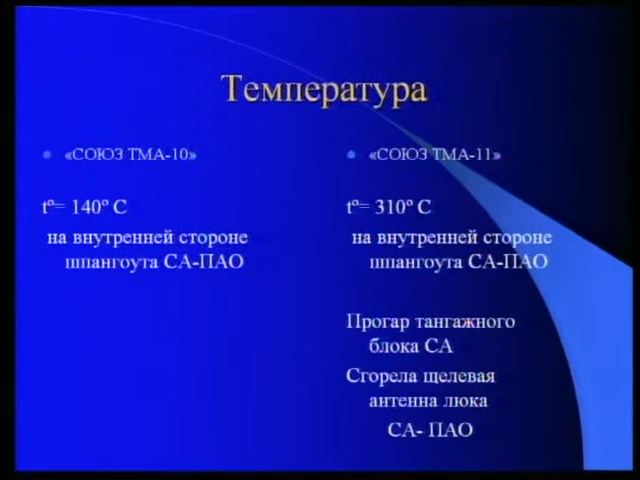 Температура
«СОЮЗ ТМА-10»
tº= 140º C
на внутренней стороне
шпангоута СА-ПАО
«СОЮЗ ТМА-11»
tº= 310º C
на внутренней стороне
шпангоута СА-ПАО
Прогар тангажного
блока СА
Сгорела щелевая
антенна люка
СА- ПАО